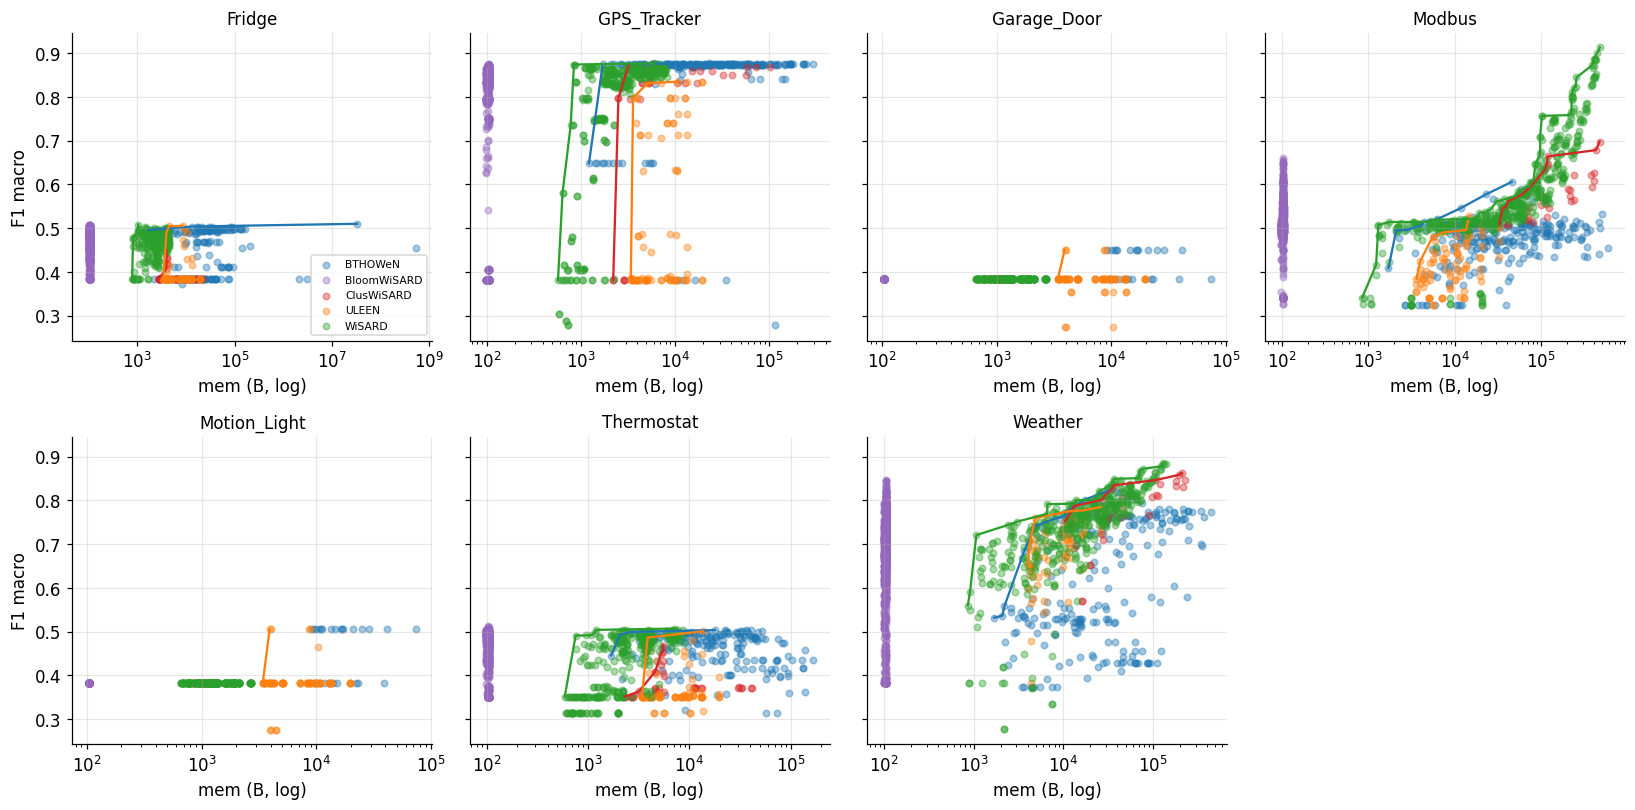 Fridge
GPS_Tracker
Garage_Door
Modbus
F1 macro
0.9
0.8
0.7
0.6
0.5
0.4
0.3
BTHOWeN
BloomWiSARD
ClusWiSARD
ULEEN
WiSARD
10³ 10⁵ 10⁷ 10⁹
10² 10³ 10⁴ 10⁵
10² 10³ 10⁴ 10⁵
10² 10³ 10⁴ 10⁵
mem (B, log)
mem (B, log)
mem (B, log)
mem (B, log)
Motion_Light
Thermostat
Weather
F1 macro
0.9
0.8
0.7
0.6
0.5
0.4
0.3
10² 10³ 10⁴ 10⁵
10² 10³ 10⁴ 10⁵
10² 10³ 10⁴ 10⁵
mem (B, log)
mem (B, log)
mem (B, log)